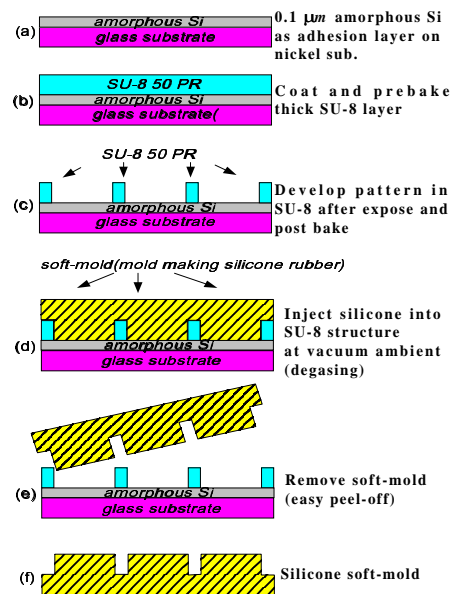 amorphous Si
glass substrate
(a)
0.1 μm amorphous Si
as adhesion layer on
nickel sub.
SU-8 50 PR
amorphous Si
glass substrate(
(b)
Coat and prebake
thick SU-8 layer
SU-8 50 PR
amorphous Si
glass substrate
(c)
Develop pattern in
SU-8 after expose and
post bake
soft-mold(mold making silicone rubber)
amorphous Si
glass substrate
(d)
Inject silicone into
SU-8 structure
at vacuum ambient
(degasing)
amorphous Si
glass substrate
(e)
Remove soft-mold
(easy peel-off)
(f)
Silicone soft-mold